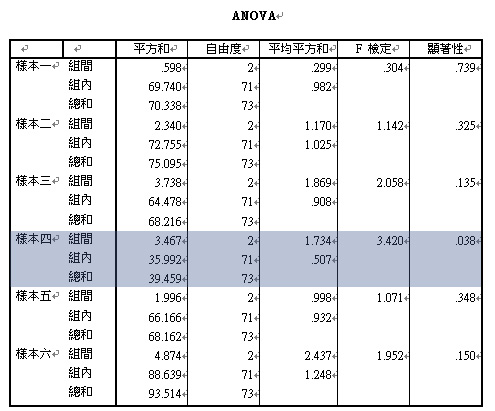 ANOVA
平方和 自由度 平均平方和 F 檢定 顯著性
樣本一 組間 .598 2 .299 .304 .739
組內 69.740 71 .982
總和 70.338 73
樣本二 組間 2.340 2 1.170 1.142 .325
組內 72.755 71 1.025
總和 75.095 73
樣本三 組間 3.738 2 1.869 2.058 .135
組內 64.478 71 .908
總和 68.216 73
樣本四 組間 3.467 2 1.734 3.420 .038
組內 35.992 71 .507
總和 39.459 73
樣本五 組間 1.996 2 .998 1.071 .348
組內 66.166 71 .932
總和 68.162 73
樣本六 組間 4.874 2 2.437 1.952 .150
組內 88.639 71 1.248
總和 93.514 73